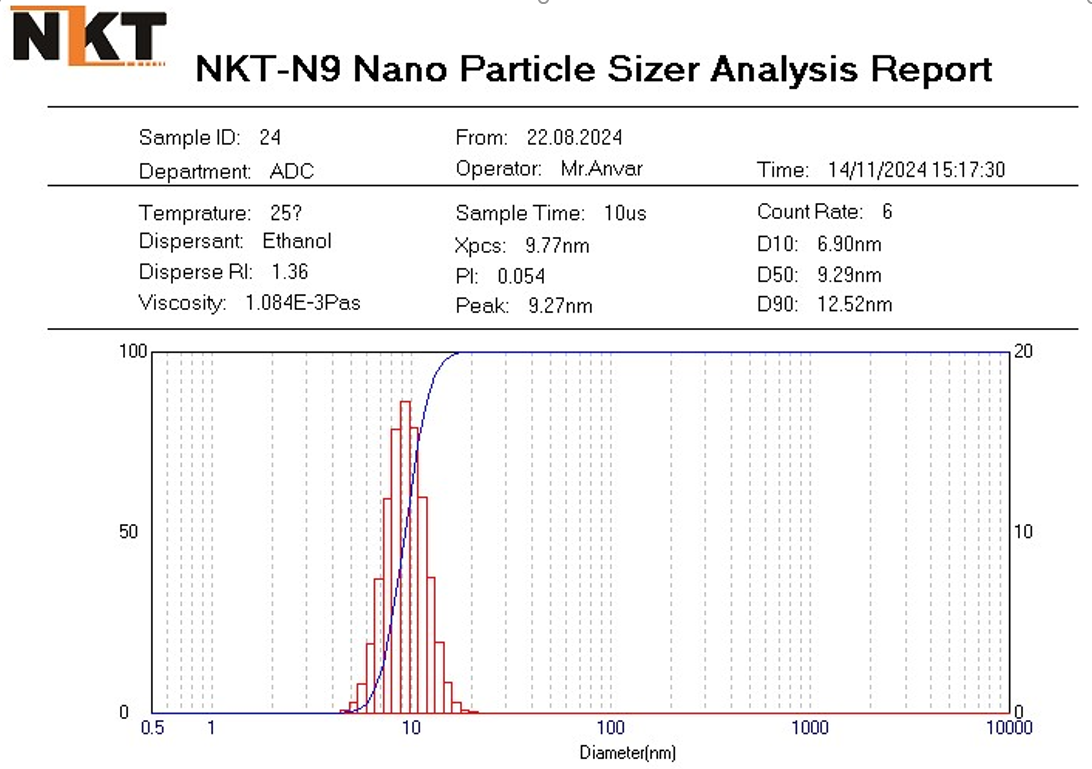 NKT
NKT-N9 Nano Particle Sizer Analysis Report
Sample ID: 24 From: 22.08.2024
Department: ADC Operator: Mr.Anvar Time: 14/11/2024 15:17:30
Temprature: 25? Sample Time: 10us Count Rate: 6
Dispersant: Ethanol Xpcs: 9.77nm D10: 6.90nm
Disperse RI: 1.36 PI: 0.054 D50: 9.29nm
Viscosity: 1.084E-3Pas Peak: 9.27nm D90: 12.52nm
100 20
50 10
0 0
0.5 1 10 100 1000 10000
Diameter(nm)